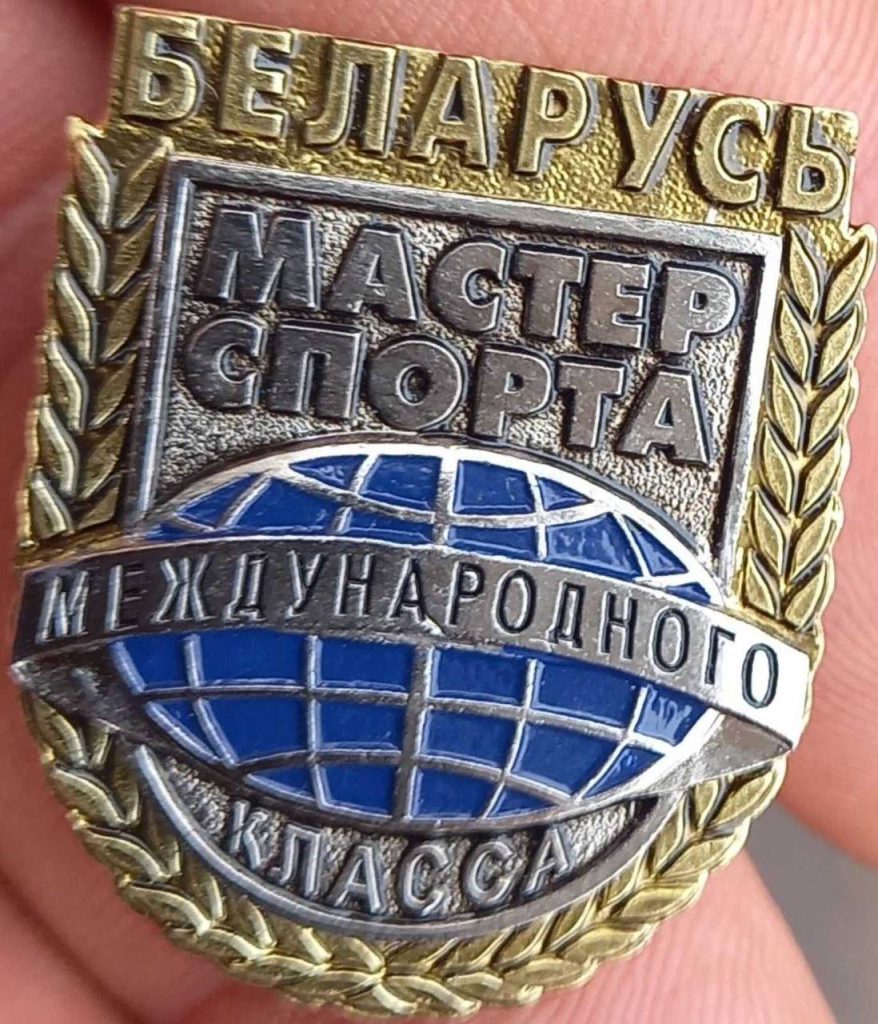 БЕЛАРУСЬ
МАСТЕР
СПОРТА
МЕЖДУНАРОДНОГО
КЛАССА